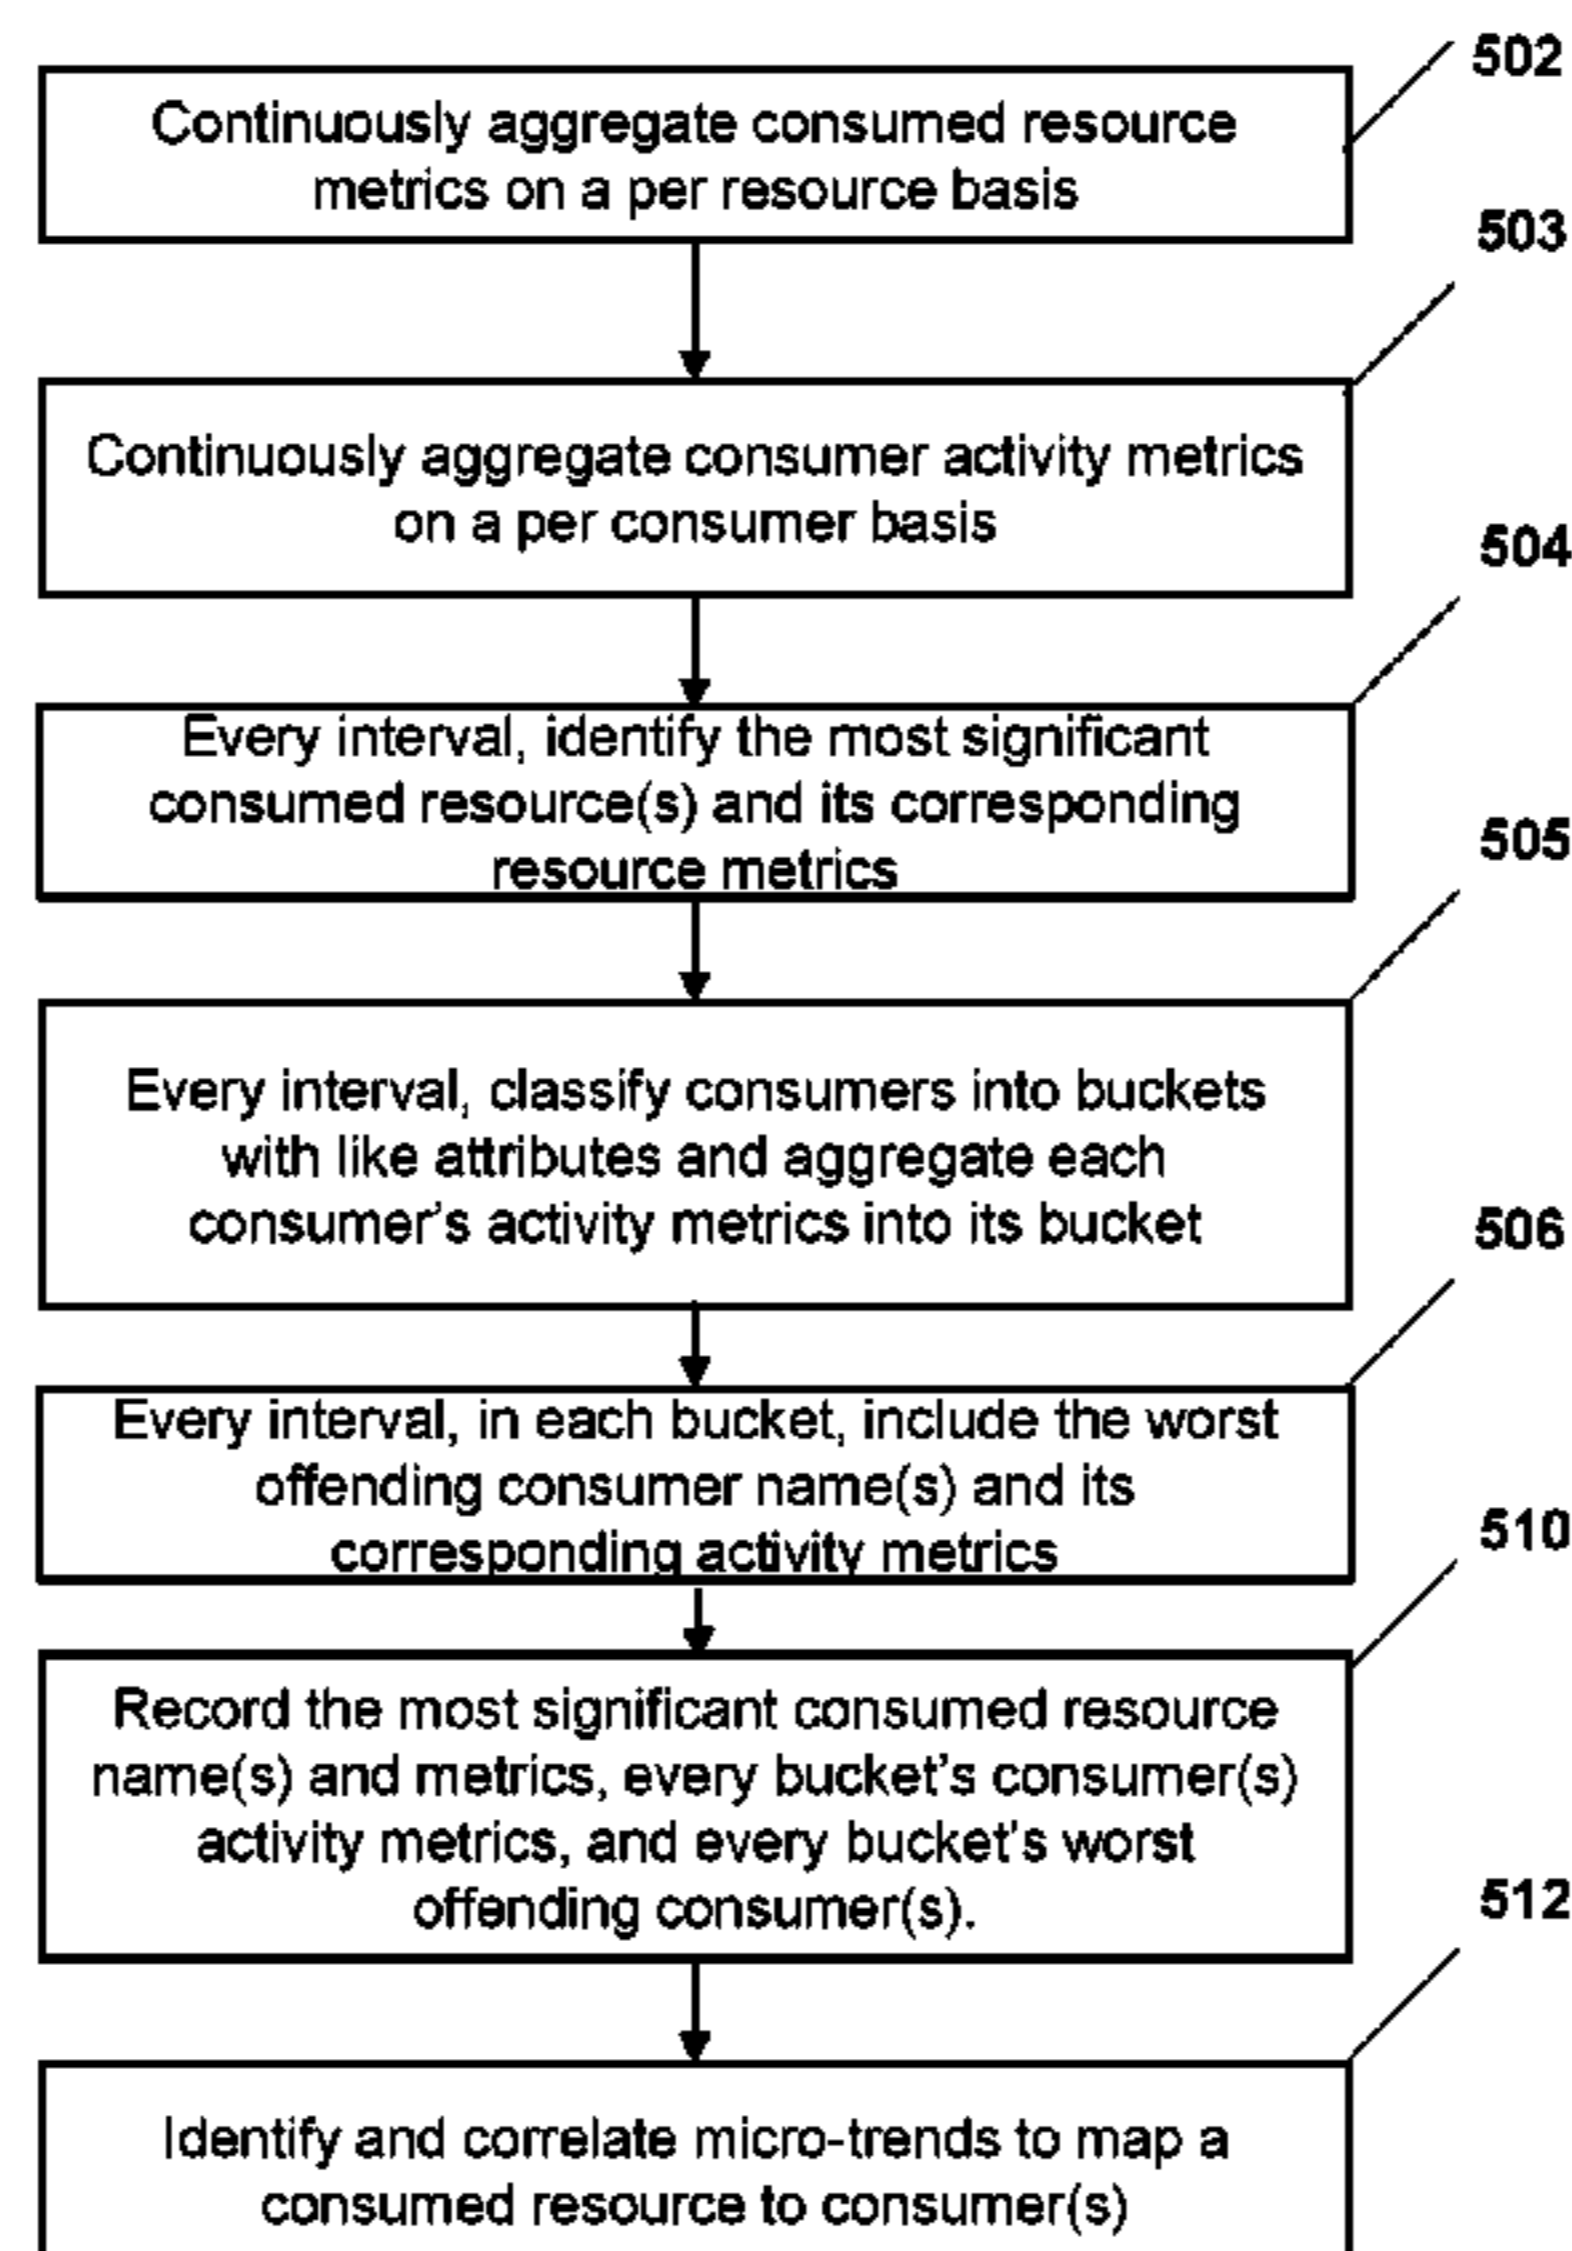 502
Continuously aggregate consumed resource
metrics on a per resource basis
503
Continuously aggregate consumer activity metrics
on a per consumer basis
504
Every interval, identify the most significant
consumed resource(s) and its corresponding
resource metrics
505
Every interval, classify consumers into buckets
with like attributes and aggregate each
consumer's activity metrics into its bucket
506
Every interval, in each bucket, include the worst
offending consumer name(s) and its
corresponding activity metrics
510
Record the most significant consumed resource
name(s) and metrics, every bucket's consumer(s)
activity metrics, and every bucket's worst
offending consumer(s).
512
Identify and correlate micro-trends to map a
consumed resource to consumer(s)